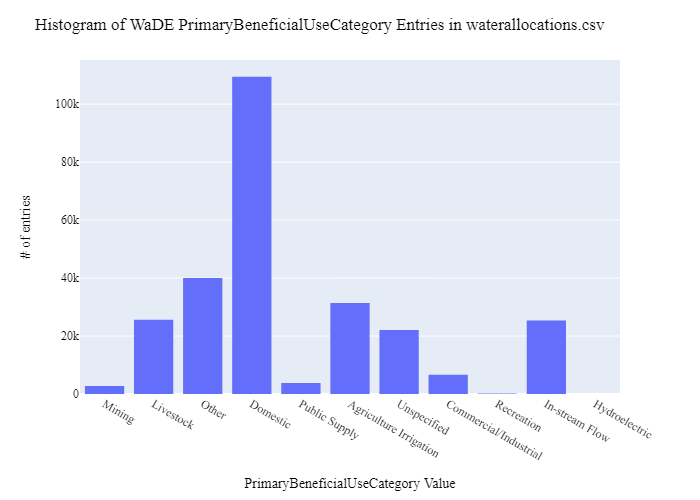 Histogram of WaDE PrimaryBeneficialUseCategory Entries in waterallocations.csv
# of entries
100k
80k
60k
40k
20k
0
Mining
Livestock
Other
Domestic
Public Supply
Agriculture Irrigation
Unspecified
Commercial/Industrial
Recreation
In-stream Flow
Hydroelectric
PrimaryBeneficialUseCategory Value